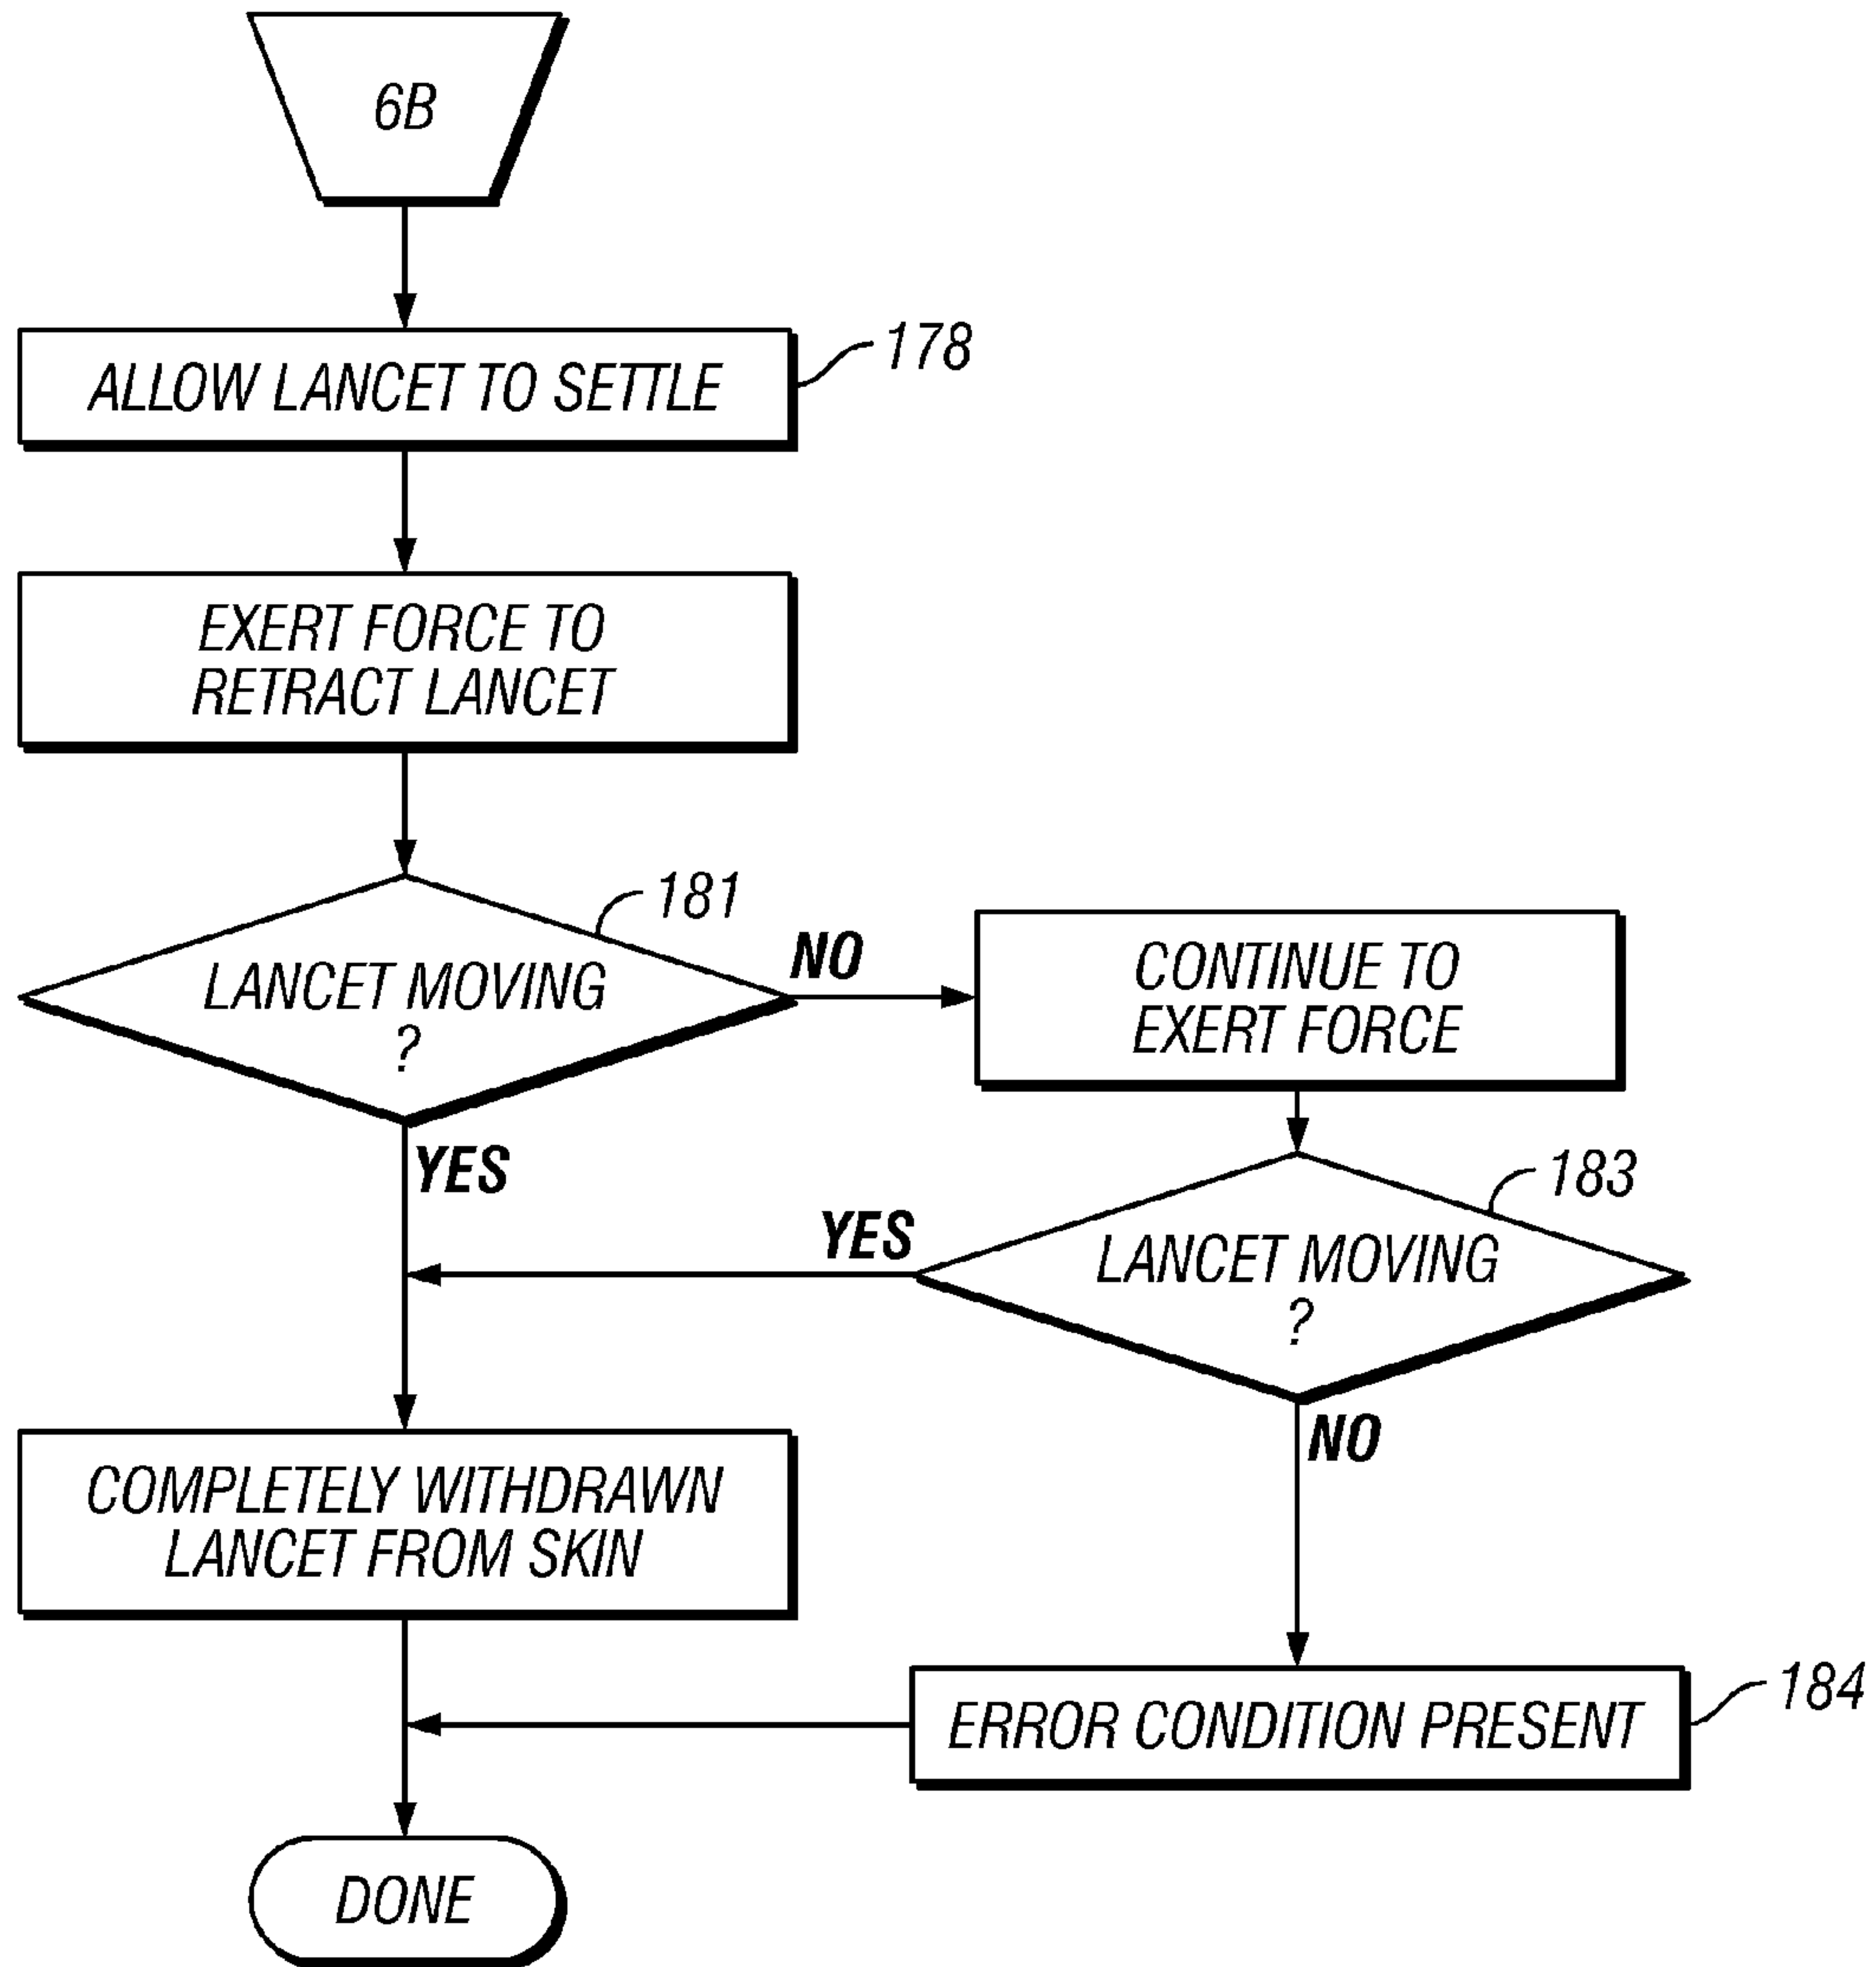 6B
ALLOW LANCET TO SETTLE
178
EXERT FORCE TO
RETRACT LANCET
181
LANCET MOVING
?
NO
YES
CONTINUE TO
EXERT FORCE
183
LANCET MOVING
?
YES
NO
COMPLETELY WITHDRAWN
LANCET FROM SKIN
184
ERROR CONDITION PRESENT
DONE